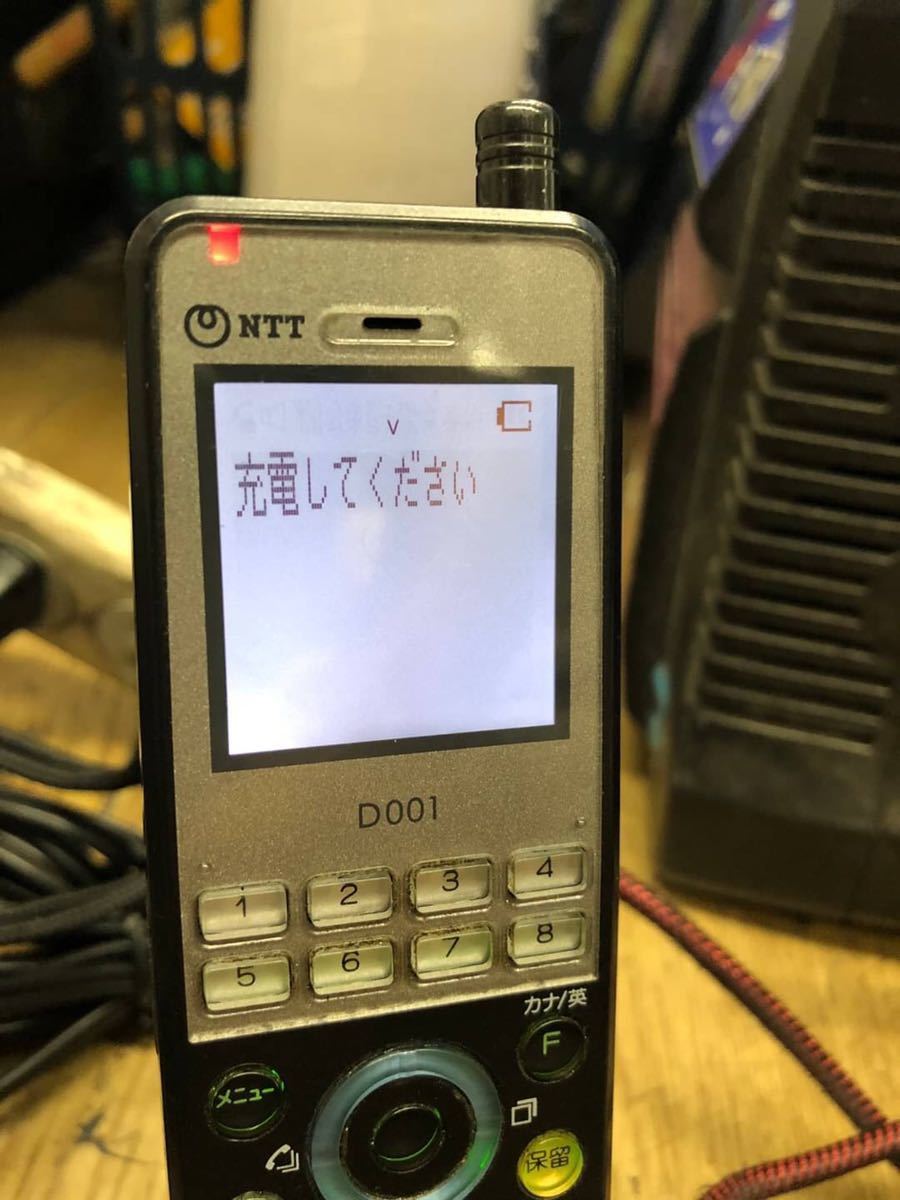 NTT
v
充電してください
D001
1 2 3 4
5 6 7 8
カナ/英
F
メニュー
保留